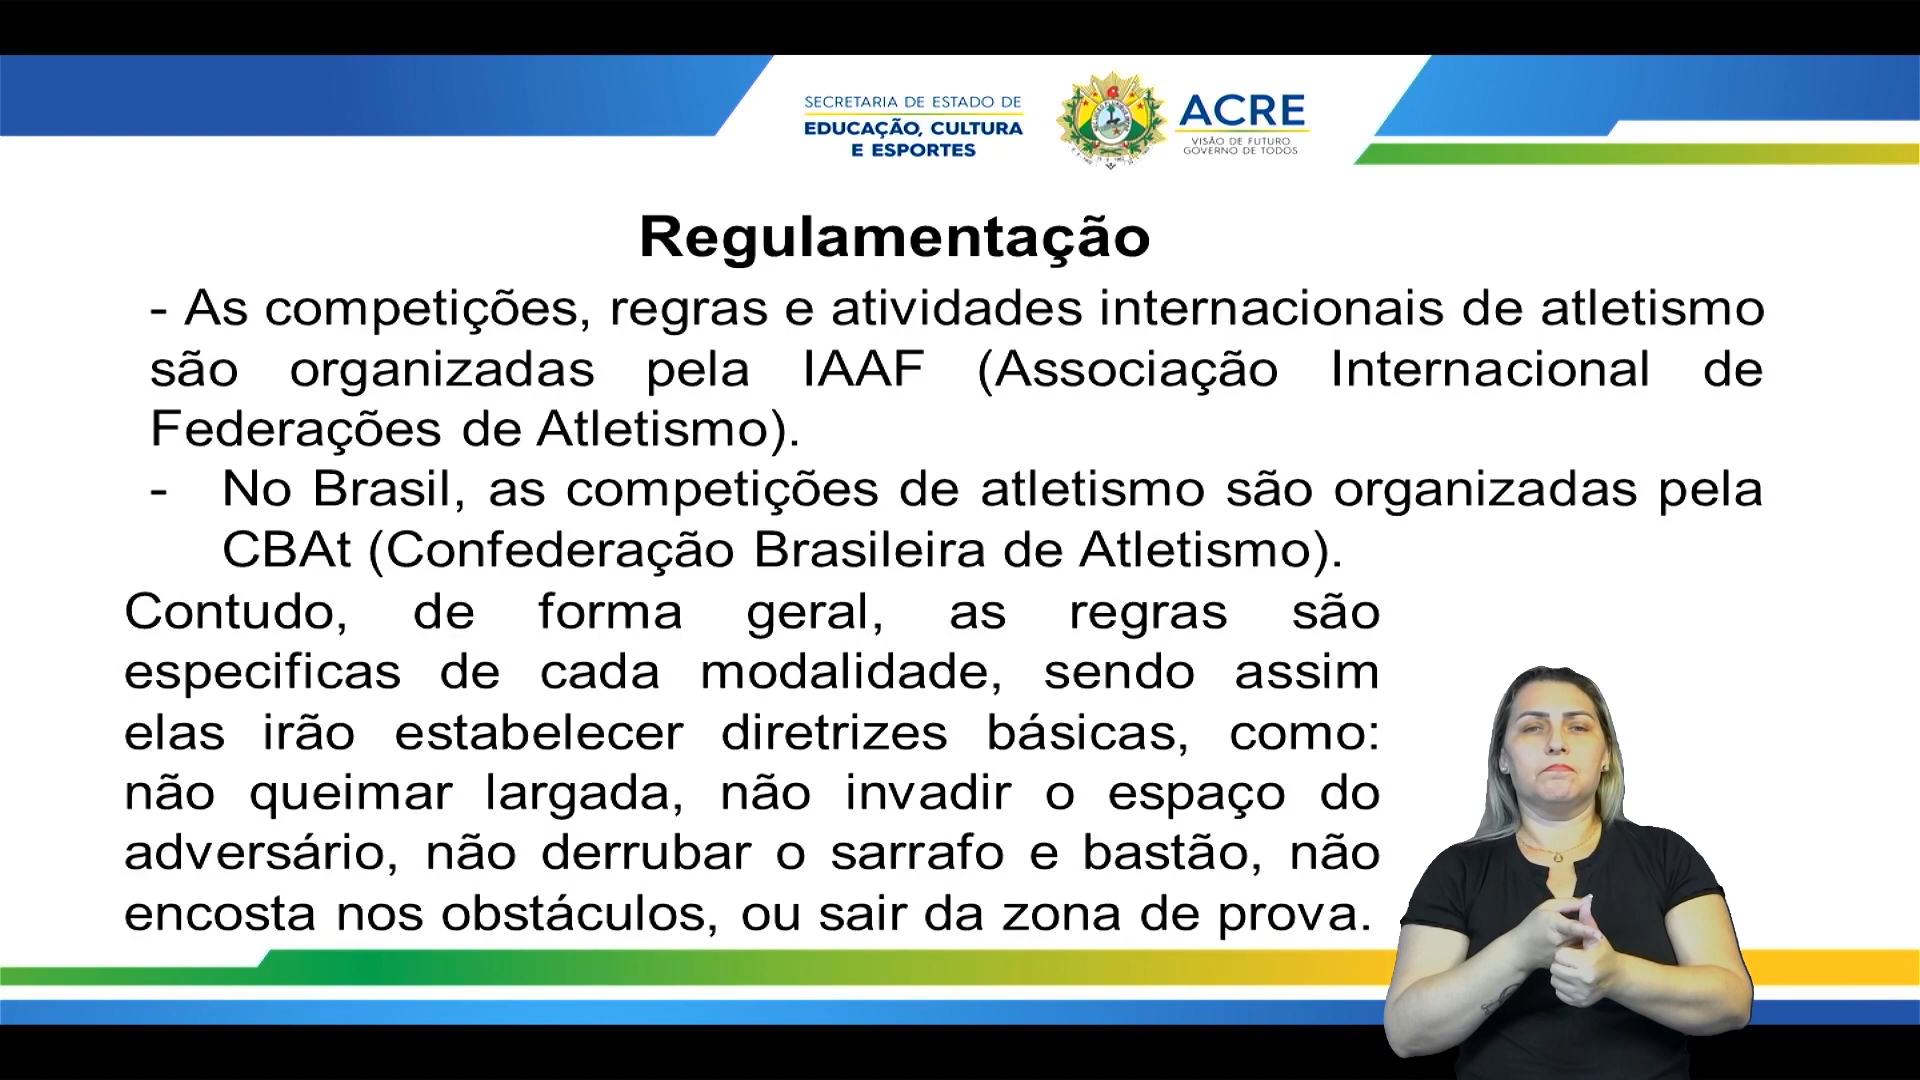 SECRETARIA DE ESTADO DE
EDUCAÇÃO, CULTURA
E ESPORTES
ACRE
VISÃO DE FUTURO
GOVERNO DE TODOS
Regulamentação
- As competições, regras e atividades internacionais de atletismo
são organizadas pela IAAF (Associação Internacional de
Federações de Atletismo).
- No Brasil, as competições de atletismo são organizadas pela
CBAt (Confederação Brasileira de Atletismo).
Contudo, de forma geral, as regras são
especificas de cada modalidade, sendo assim
elas irão estabelecer diretrizes básicas, como:
não queimar largada, não invadir o espaço do
adversário, não derrubar o sarrafo e bastão, não
encosta nos obstáculos, ou sair da zona de prova.